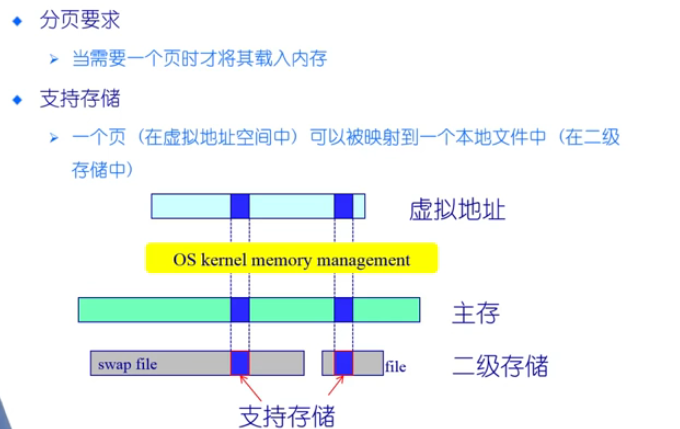 分页要求
当需要一个页时才将其载入内存
支持存储
一个页（在虚拟地址空间中）可以被映射到一个本地文件中（在二级
存储中）
虚拟地址
OS kernel memory management
主存
swap file
file
二级存储
支持存储